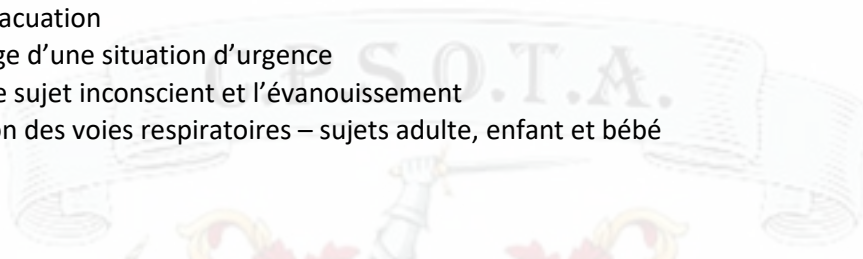 acuation
ge d’une situation d’urgence
e sujet inconscient et l’évanouissement
on des voies respiratoires – sujets adulte, enfant et bébé
C.P.S.O.T.A.